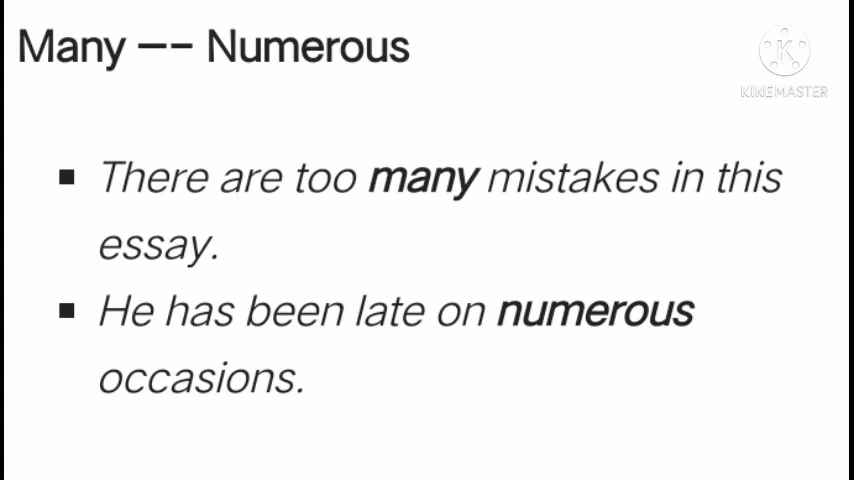 Many –-- Numerous
K
KINEMASTER
▪ There are too many mistakes in this
essay.
▪ He has been late on numerous
occasions.